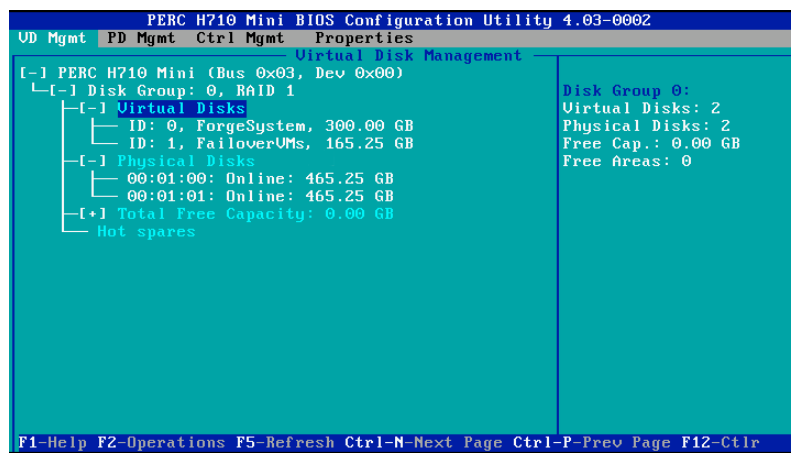 PERC H710 Mini BIOS Configuration Utility 4.03-0002
VD Mgmt PD Mgmt Ctrl Mgmt Properties
Virtual Disk Management
[-] PERC H710 Mini (Bus 0x03, Dev 0x00)
[-] Disk Group: 0, RAID 1
[-] Virtual Disks
ID: 0, ForgeSystem, 300.00 GB
ID: 1, FailoverVMs, 165.25 GB
[-] Physical Disks
00:01:00: Online: 465.25 GB
00:01:01: Online: 465.25 GB
[+] Total Free Capacity: 0.00 GB
Hot spares
Disk Group 0:
Virtual Disks: 2
Physical Disks: 2
Free Cap.: 0.00 GB
Free Areas: 0
F1-Help F2-Operations F5-Refresh Ctrl-N-Next Page Ctrl-P-Prev Page F12-Ctlr